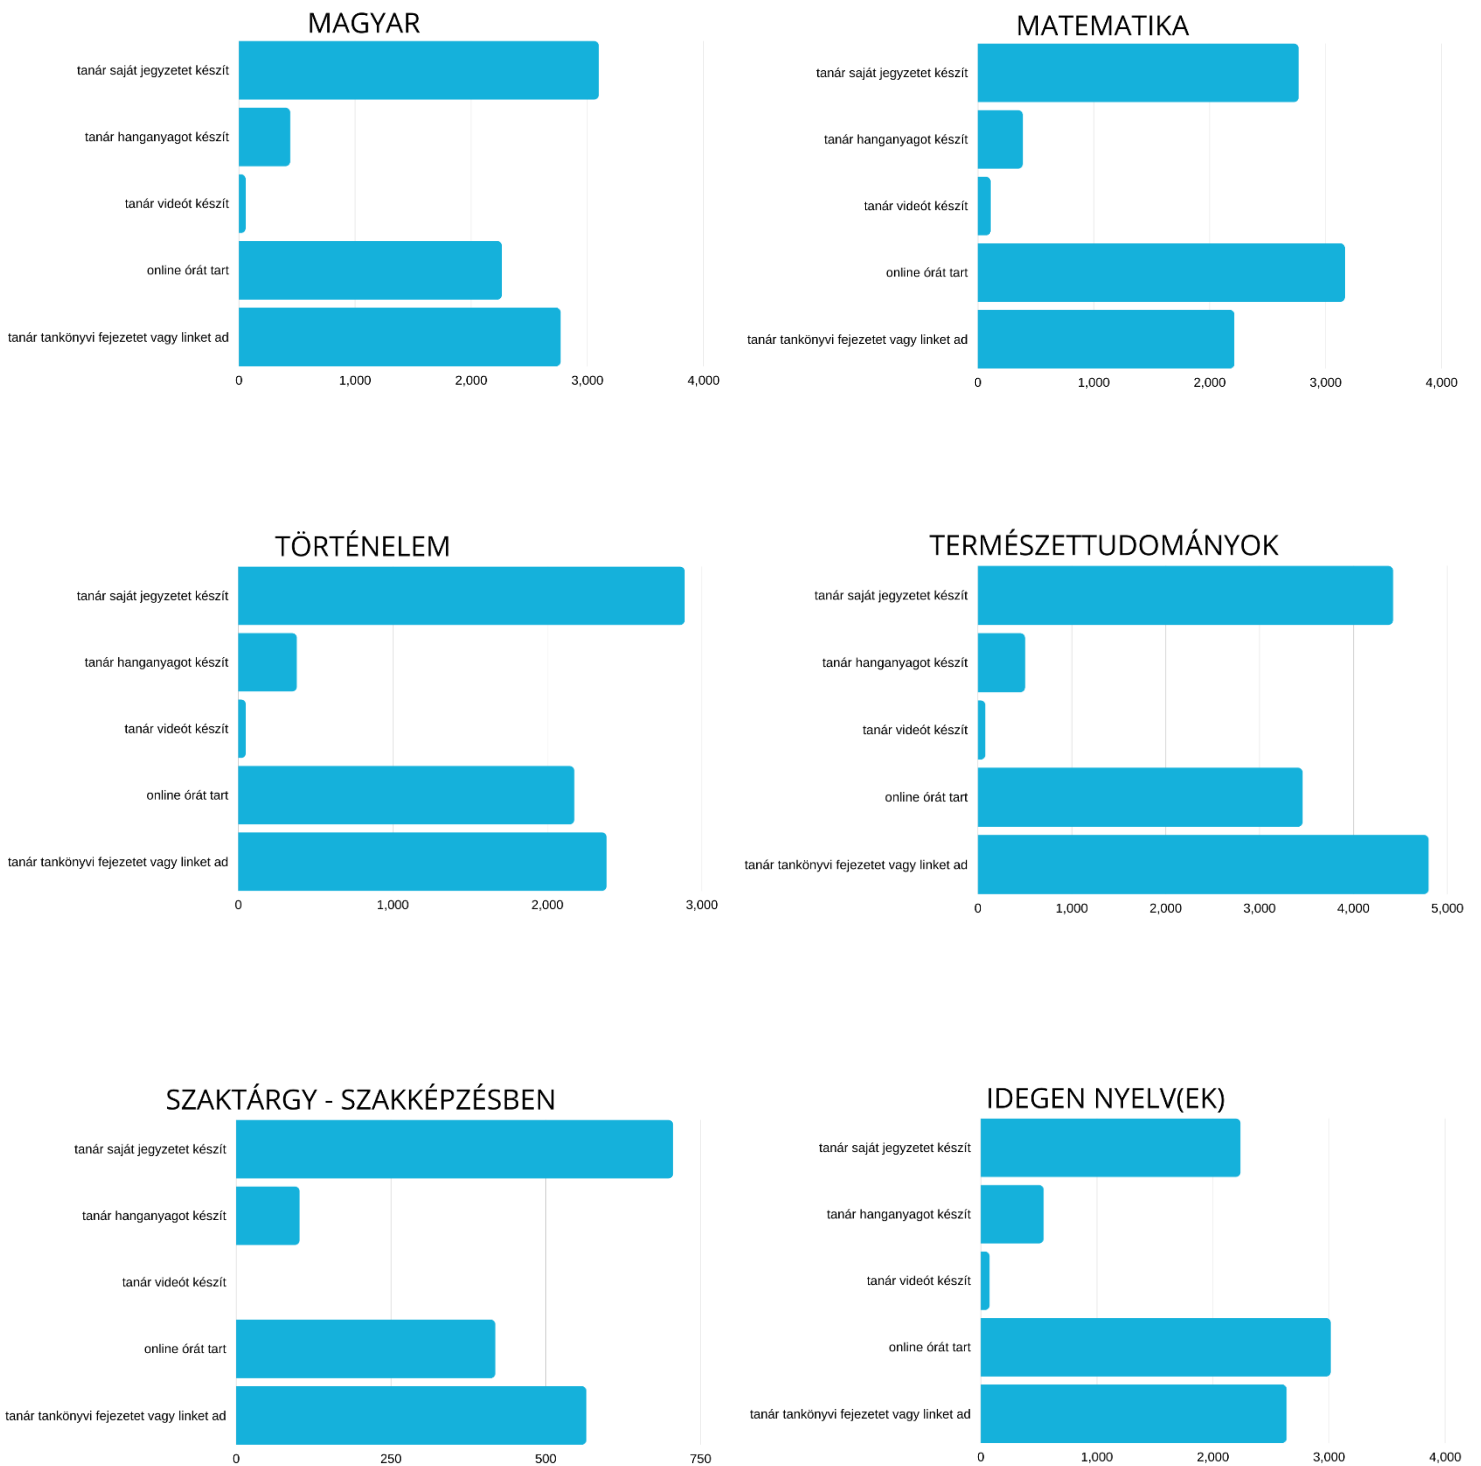 MAGYAR
tanár saját jegyzetet készít
tanár hanganyagot készít
tanár videót készít
online órát tart
tanár tankönyvi fejezetet vagy linket ad
0 1,000 2,000 3,000 4,000
MATEMATIKA
tanár saját jegyzetet készít
tanár hanganyagot készít
tanár videót készít
online órát tart
tanár tankönyvi fejezetet vagy linket ad
0 1,000 2,000 3,000 4,000
TÖRTÉNELEM
tanár saját jegyzetet készít
tanár hanganyagot készít
tanár videót készít
online órát tart
tanár tankönyvi fejezetet vagy linket ad
0 1,000 2,000 3,000
TERMÉSZETTUDOMÁNYOK
tanár saját jegyzetet készít
tanár hanganyagot készít
tanár videót készít
online órát tart
tanár tankönyvi fejezetet vagy linket ad
0 1,000 2,000 3,000 4,000 5,000
SZAKTÁRGY - SZAKKÉPZÉSBEN
tanár saját jegyzetet készít
tanár hanganyagot készít
tanár videót készít
online órát tart
tanár tankönyvi fejezetet vagy linket ad
0 250 500 750
IDEGEN NYELV(EK)
tanár saját jegyzetet készít
tanár hanganyagot készít
tanár videót készít
online órát tart
tanár tankönyvi fejezetet vagy linket ad
0 1,000 2,000 3,000 4,000